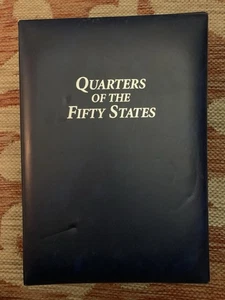 QUARTERS
OF THE
FIFTY STATES